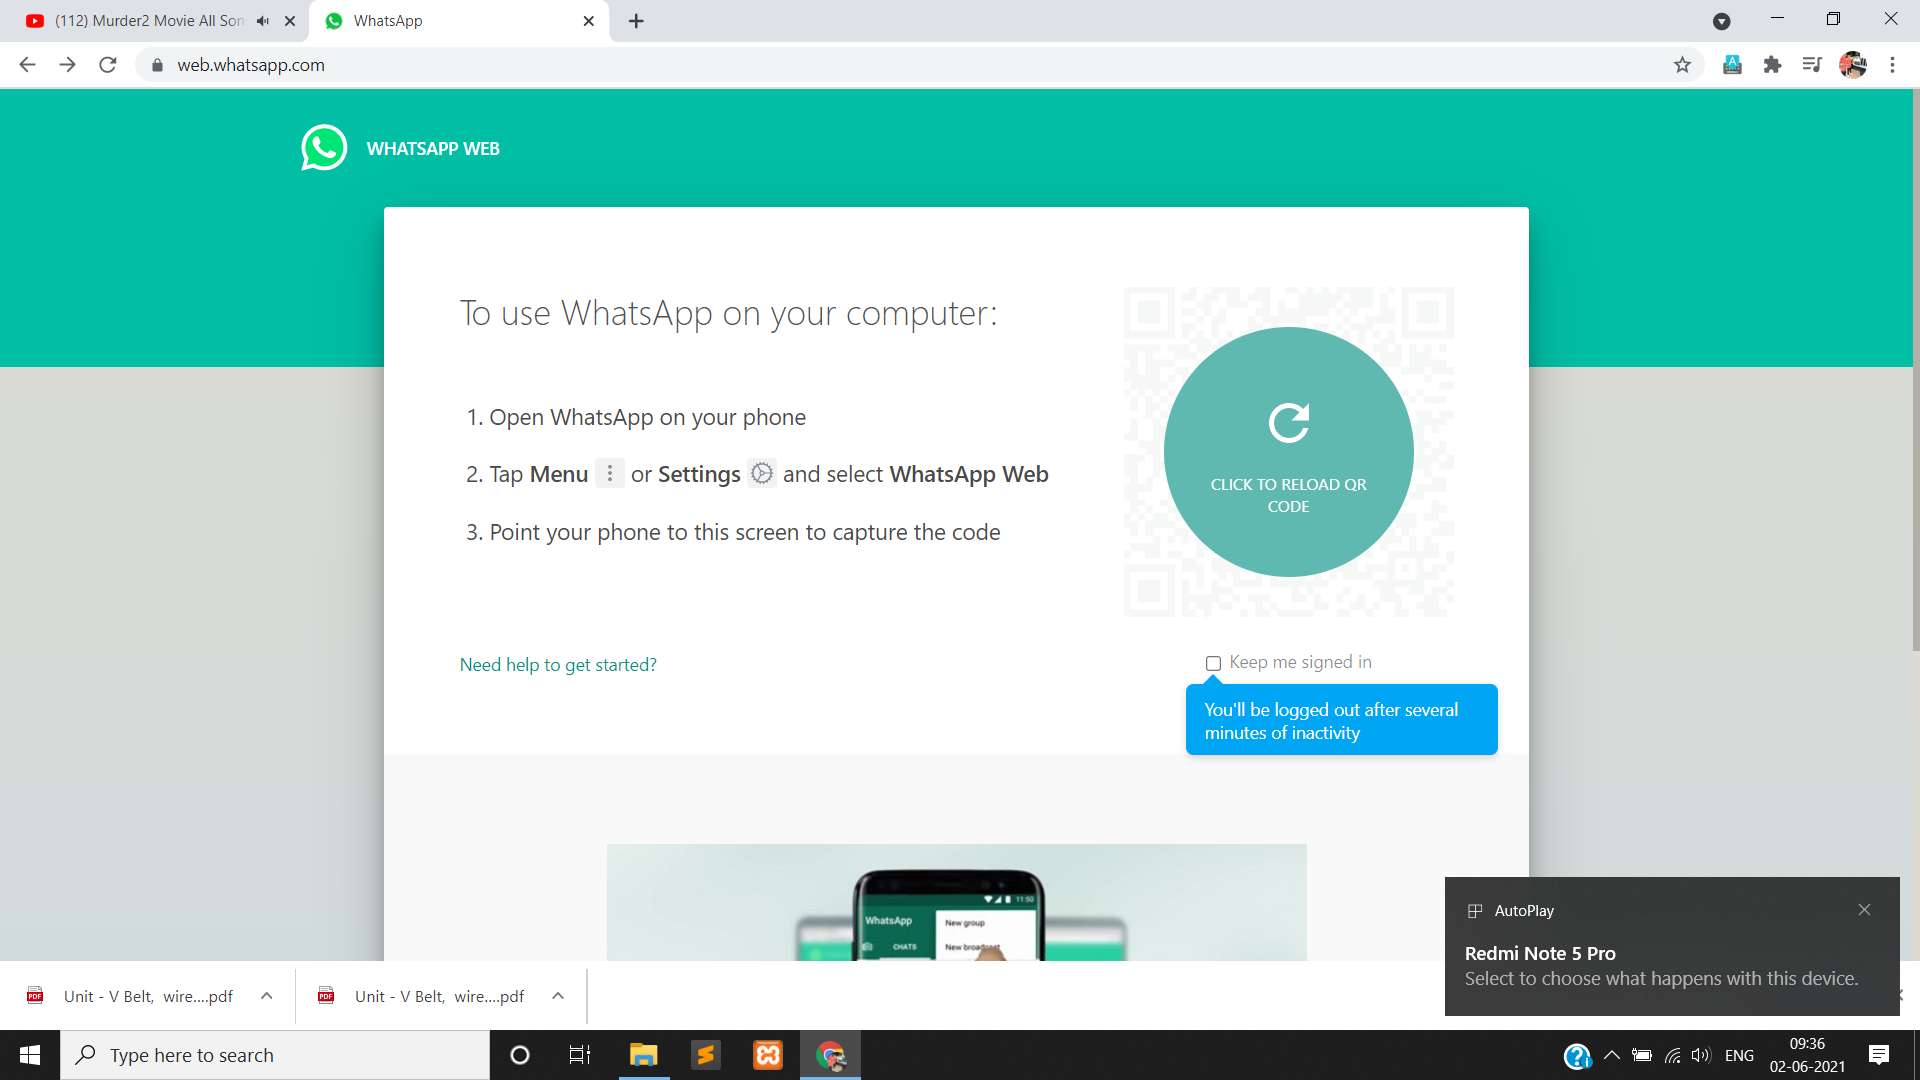 (112) Murder2 Movie All Son
WhatsApp
web.whatsapp.com
WHATSAPP WEB
To use WhatsApp on your computer:
1. Open WhatsApp on your phone
2. Tap Menu or Settings and select WhatsApp Web
3. Point your phone to this screen to capture the code
CLICK TO RELOAD QR
CODE
Need help to get started?
Keep me signed in
You'll be logged out after several
minutes of inactivity
11:50
WhatsApp
New group
CHATS
New broadcast
AutoPlay
Redmi Note 5 Pro
Select to choose what happens with this device.
PDF
Unit - V Belt, wire....pdf
PDF
Unit - V Belt, wire....pdf
Type here to search
ENG
09:36
02-06-2021